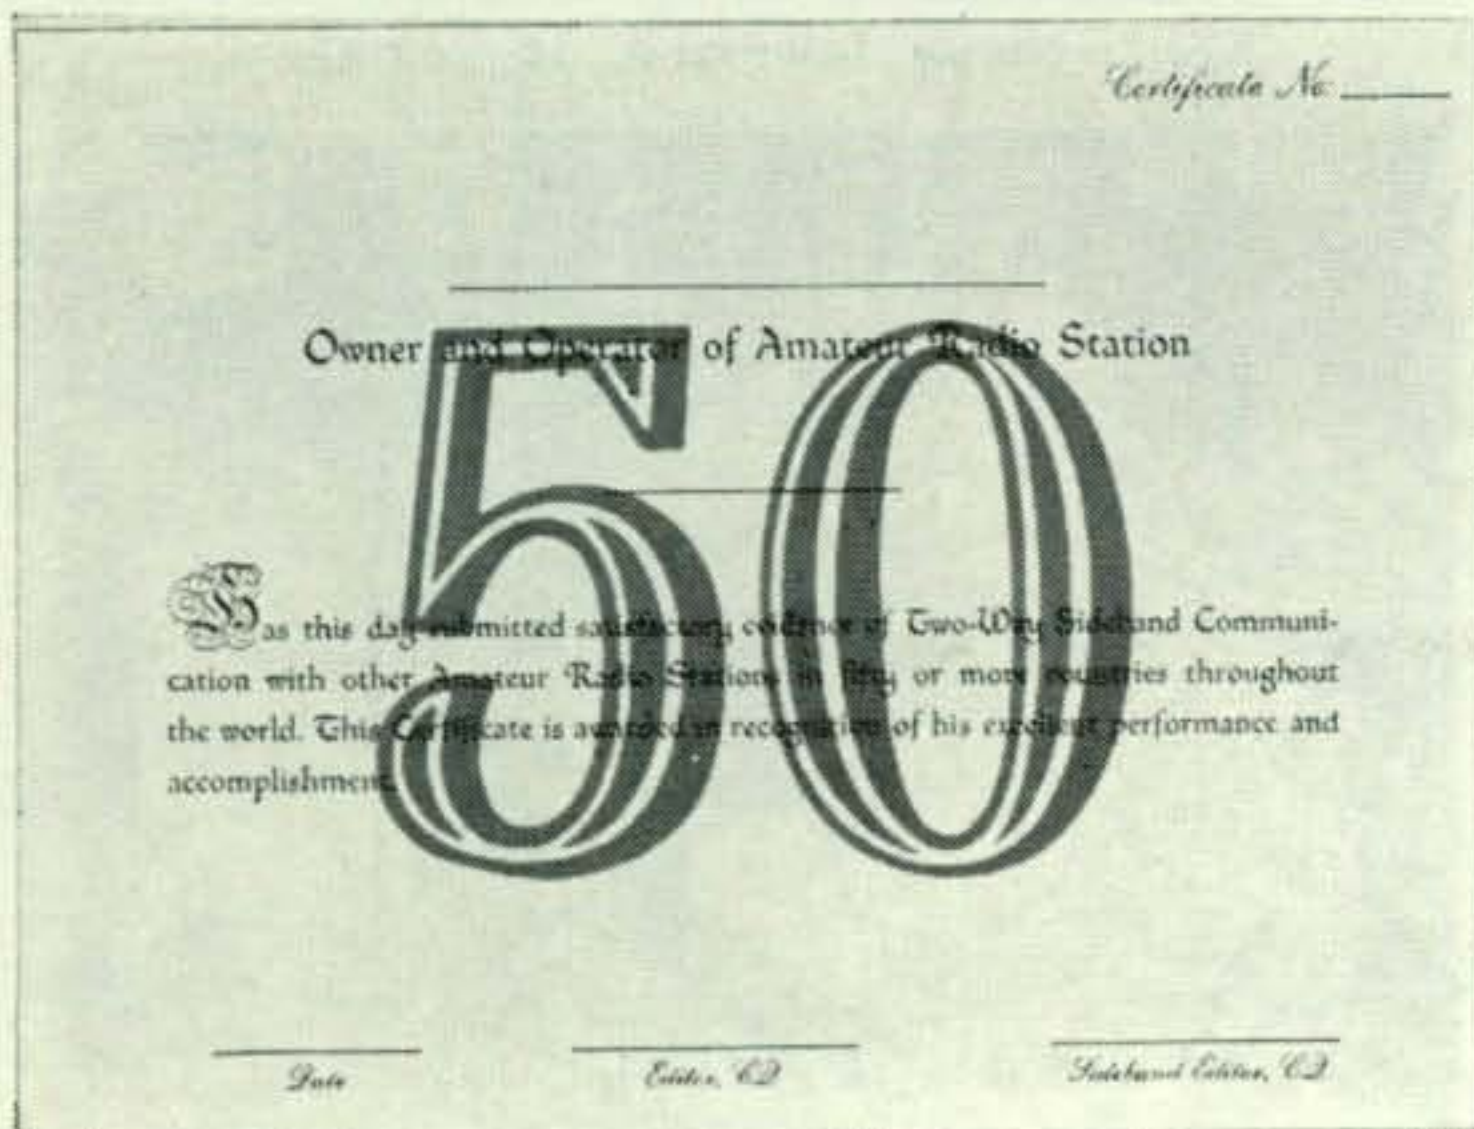 Certificate No.
Owner and Operator of Amateur Radio Station
50
Has this day submitted satisfactory evidence of Two-Way Sideband Communi-
cation with other Amateur Radio Stations in fifty or more countries throughout
the world. This Certificate is awarded in recognition of his excellent performance and
accomplishment.
Date
Editor, CQ
Sideband Editor, CQ